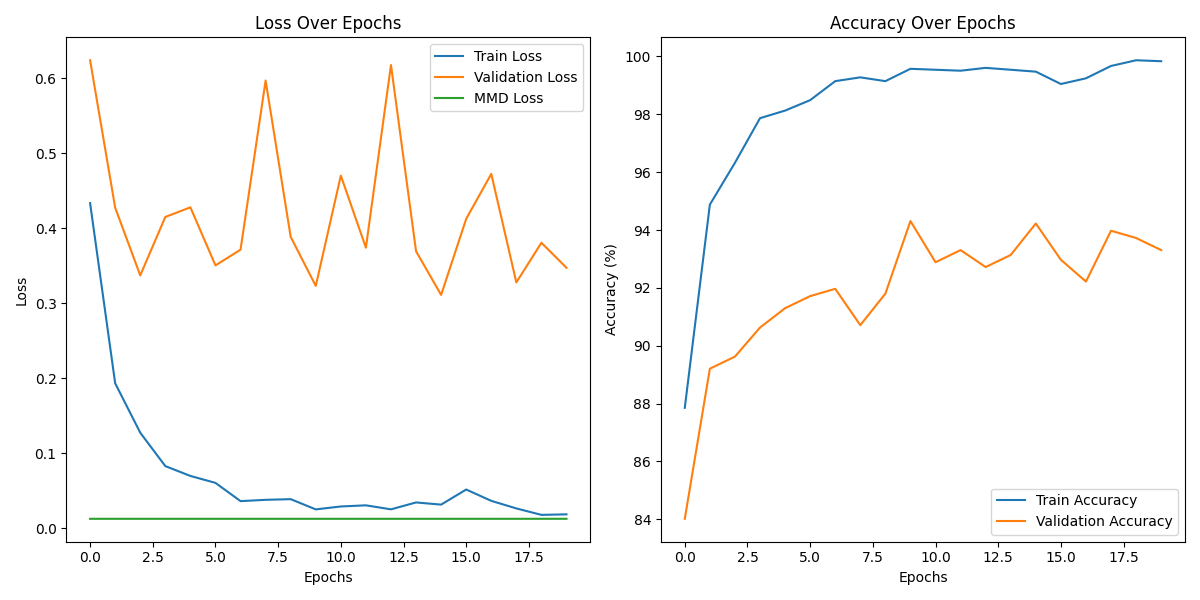 Loss Over Epochs
Train Loss
Validation Loss
MMD Loss
0.6
0.5
0.4
0.3
0.2
0.1
0.0
Loss
0.0 2.5 5.0 7.5 10.0 12.5 15.0 17.5
Epochs
Accuracy Over Epochs
100
98
96
94
92
90
88
86
84
Accuracy (%)
Train Accuracy
Validation Accuracy
0.0 2.5 5.0 7.5 10.0 12.5 15.0 17.5
Epochs